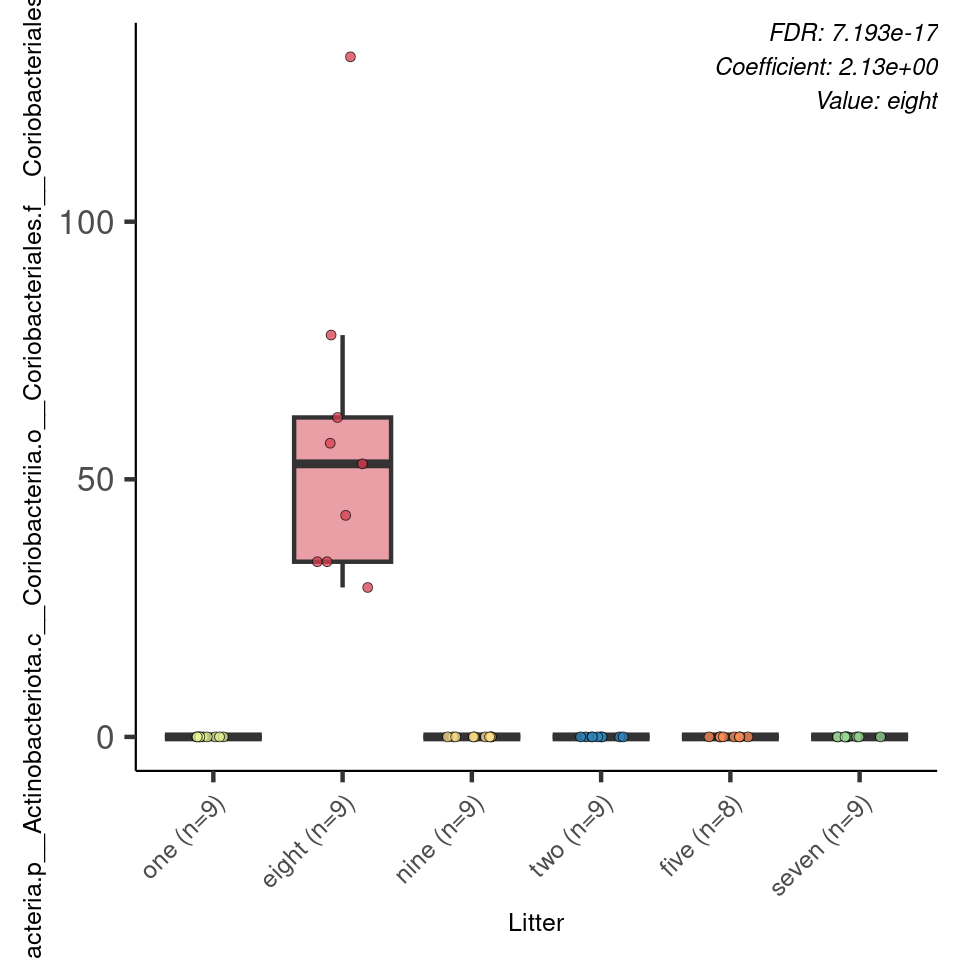 FDR: 7.193e-17
Coefficient: 2.13e+00
Value: eight
acteria.p__Actinobacteriota.c__Coriobacteriia.o__Coriobacteriales.f__Coriobacteriales
100
50
0
one (n=9)
eight (n=9)
nine (n=9)
two (n=9)
five (n=8)
seven (n=9)
Litter